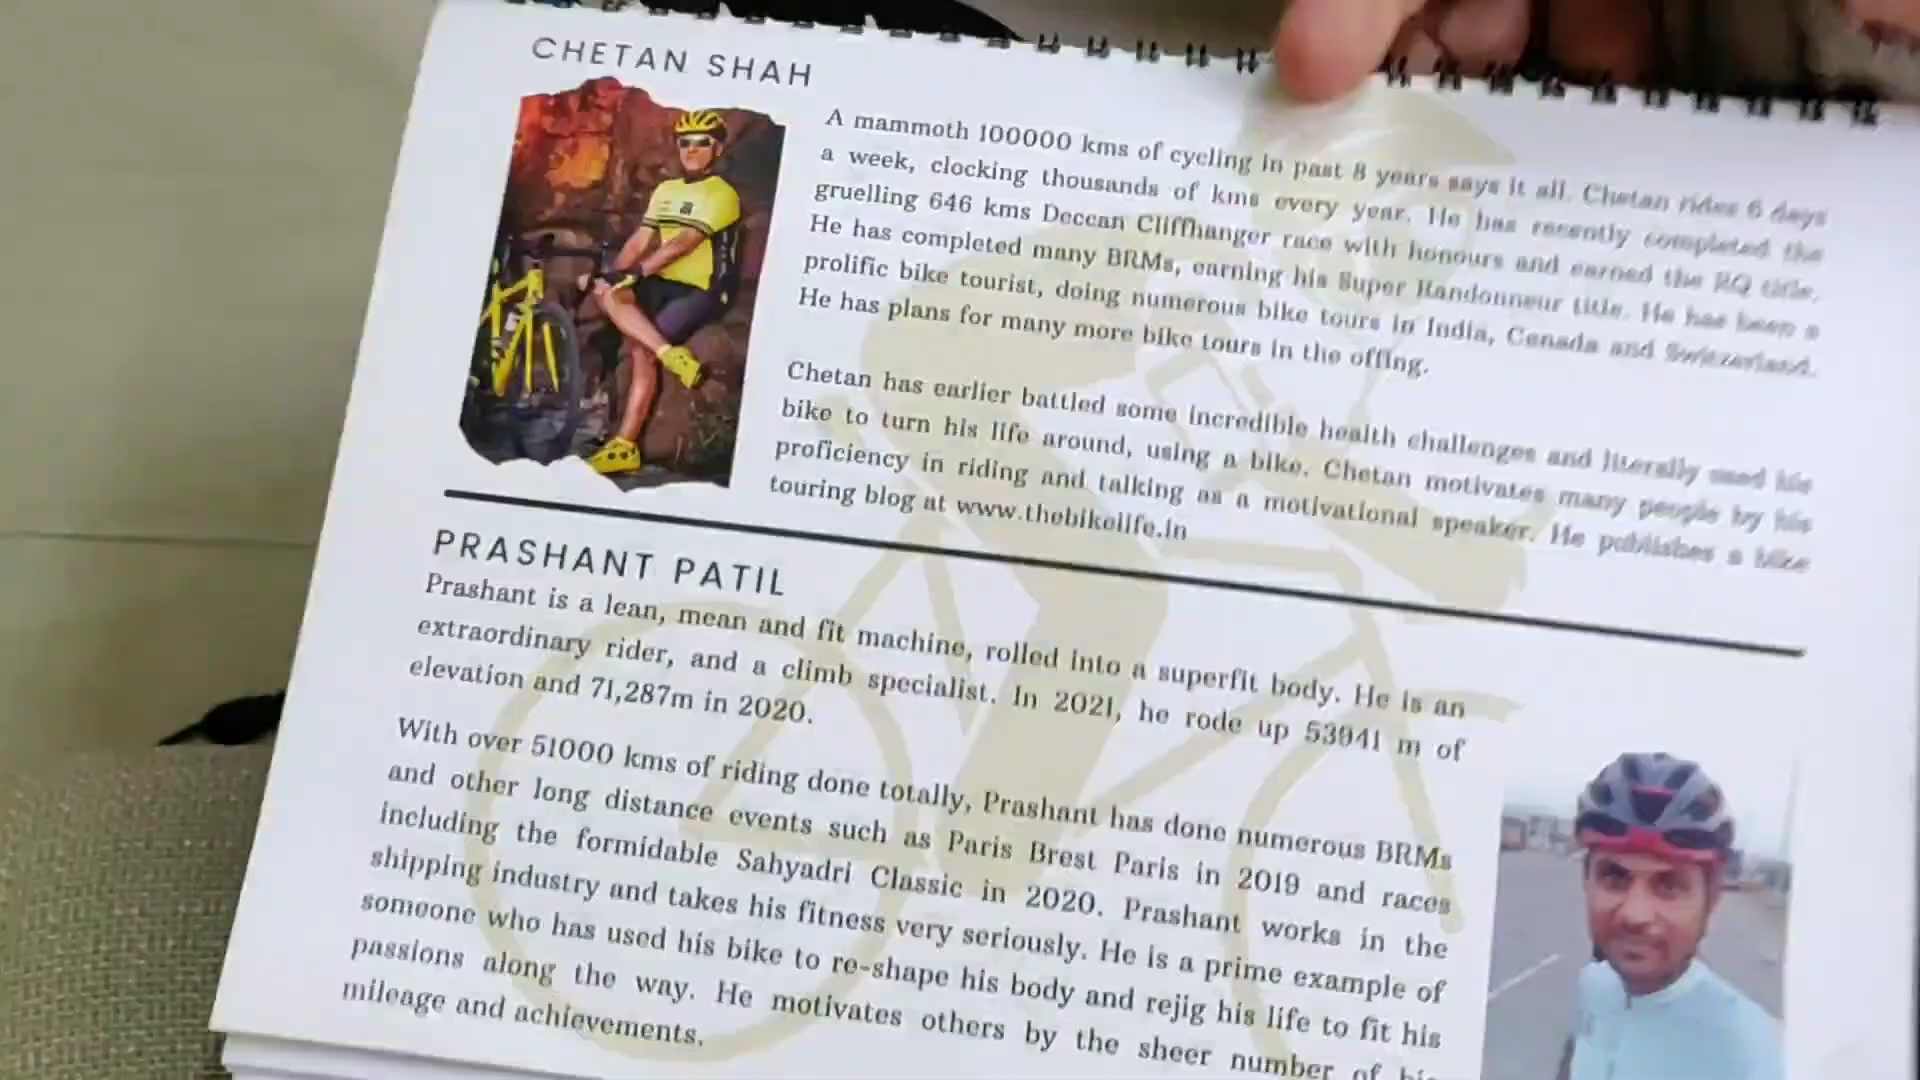 CHETAN SHAH
A mammoth 100000 kms of cycling in past 8 years says it all. Chetan rides 6 days
a week, clocking thousands of kms every year. He has recently completed the
gruelling 646 kms Deccan Cliffhanger race with honours and earned the RQ title.
He has completed many BRMs, earning his Super Randonneur title. He has been a
prolific bike tourist, doing numerous bike tours in India, Canada and Switzerland.
He has plans for many more bike tours in the offing.
Chetan has earlier battled some incredible health challenges and literally used his
bike to turn his life around, using a bike. Chetan motivates many people by his
proficiency in riding and talking as a motivational speaker. He publishes a bike
touring blog at www.thebikelife.in
PRASHANT PATIL
Prashant is a lean, mean and fit machine, rolled into a superfit body. He is an
extraordinary rider, and a climb specialist. In 2021, he rode up 53941 m of
elevation and 71,287m in 2020.
With over 51000 kms of riding done totally, Prashant has done numerous BRMs
and other long distance events such as Paris Brest Paris in 2019 and races
including the formidable Sahyadri Classic in 2020. Prashant works in the
shipping industry and takes his fitness very seriously. He is a prime example of
someone who has used his bike to re-shape his body and rejig his life to fit his
passions along the way. He motivates others by the sheer number of his
mileage and achievements.